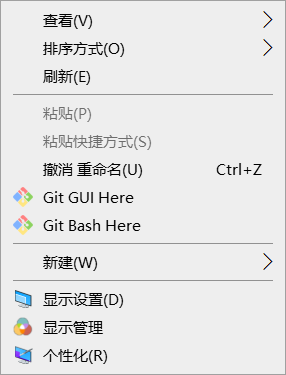 查看(V)
排序方式(O)
刷新(E)
粘贴(P)
粘贴快捷方式(S)
撤消 重命名(U) Ctrl+Z
Git GUI Here
Git Bash Here
新建(W)
显示设置(D)
显示管理
个性化(R)